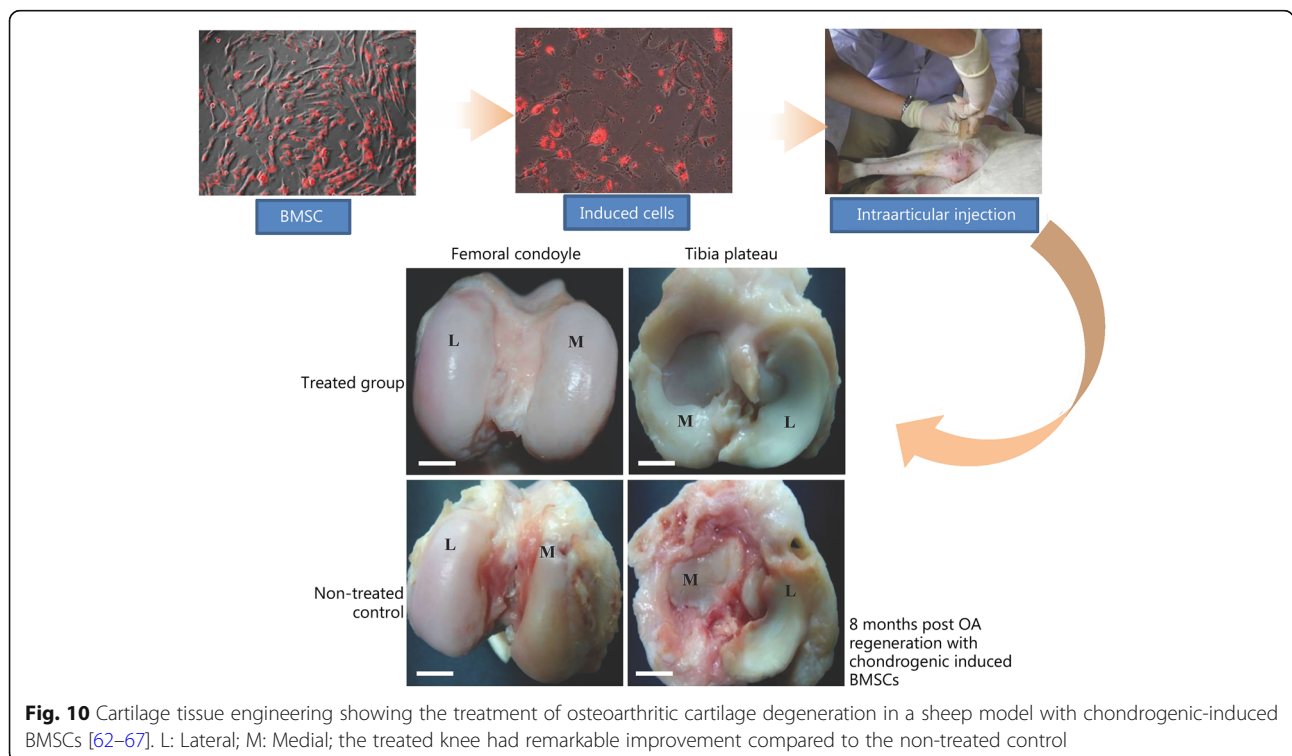 BMSC
Induced cells
Intraarticular injection
Femoral condoyle
Tibia plateau
Treated group
L
M
M
L
Non-treated
control
L
M
M
L
8 months post OA
regeneration with
chondrogenic induced
BMSCs
Fig. 10 Cartilage tissue engineering showing the treatment of osteoarthritic cartilage degeneration in a sheep model with chondrogenic-induced
BMSCs [62–67]. L: Lateral; M: Medial; the treated knee had remarkable improvement compared to the non-treated control